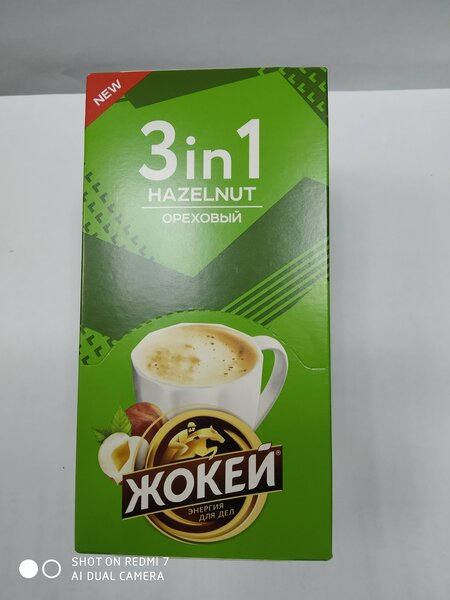 NEW
3in1
HAZELNUT
ОРЕХОВЫЙ
ЖОКЕЙ®
ЭНЕРГИЯ
ДЛЯ ДЕЛ
SHOT ON REDMI 7
AI DUAL CAMERA